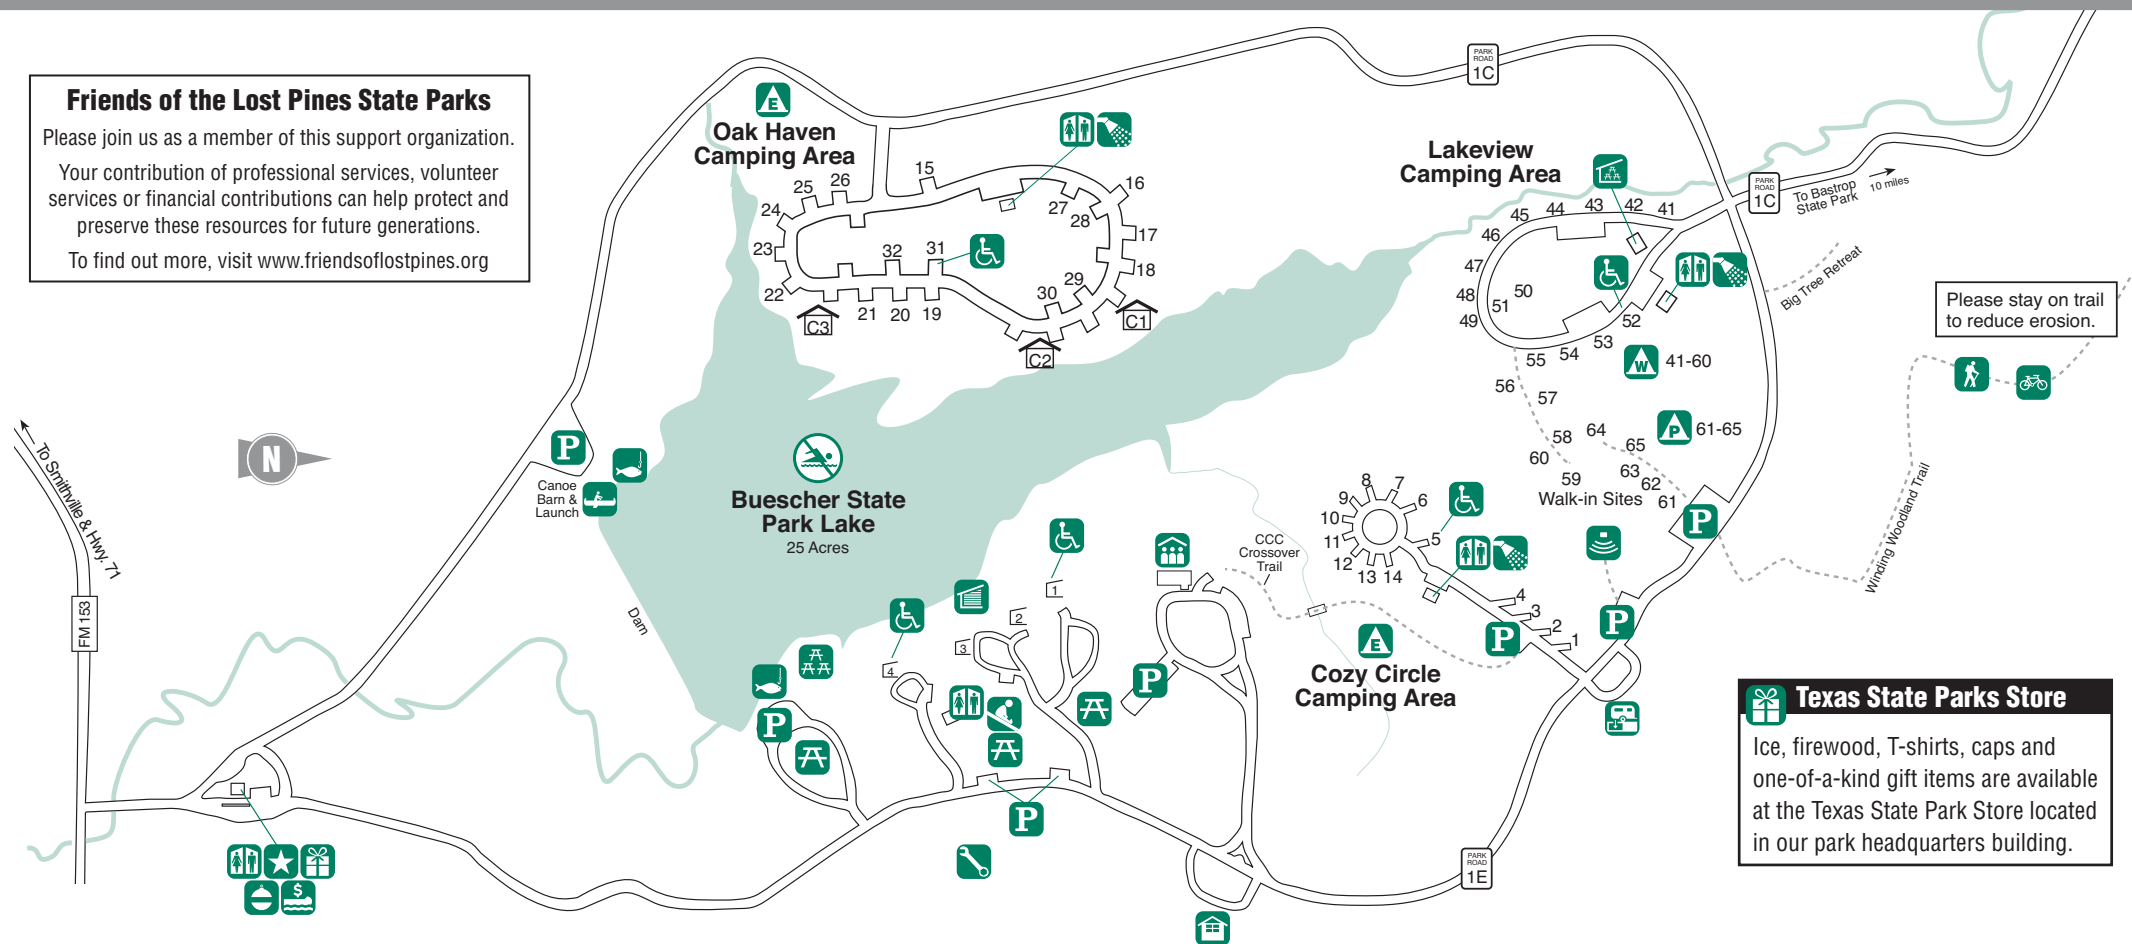 Friends of the Lost Pines State Parks
Please join us as a member of this support organization.
Your contribution of professional services, volunteer
services or financial contributions can help protect and
preserve these resources for future generations.
To find out more, visit www.friendsoflostpines.org
PARK
ROAD
1C
E
Oak Haven
Camping Area
15
16
17
18
19
20
21
22
23
24
25
26
27
28
29
30
31
32
C1
C2
C3
Lakeview
Camping Area
41
42
43
44
45
46
47
48
49
50
51
52
53
54
55
56
57
58
59
60
W
41-60
P
61-65
61
62
63
64
65
Walk-in Sites
PARK
ROAD
1C
To Bastrop
State Park
10 miles
Big Tree Retreat
Please stay on trail
to reduce erosion.
Winding Woodland Trail
N
To Smithville & Hwy. 71
FM 153
P
Canoe
Barn &
Launch
Buescher State
Park Lake
25 Acres
Dam
1
2
3
4
P
P
P
CCC
Crossover
Trail
E
Cozy Circle
Camping Area
1
2
3
4
5
6
7
8
9
10
11
12
13
14
P
P
P
PARK
ROAD
1E
$
Texas State Parks Store
Ice, firewood, T-shirts, caps and
one-of-a-kind gift items are available
at the Texas State Park Store located
in our park headquarters building.